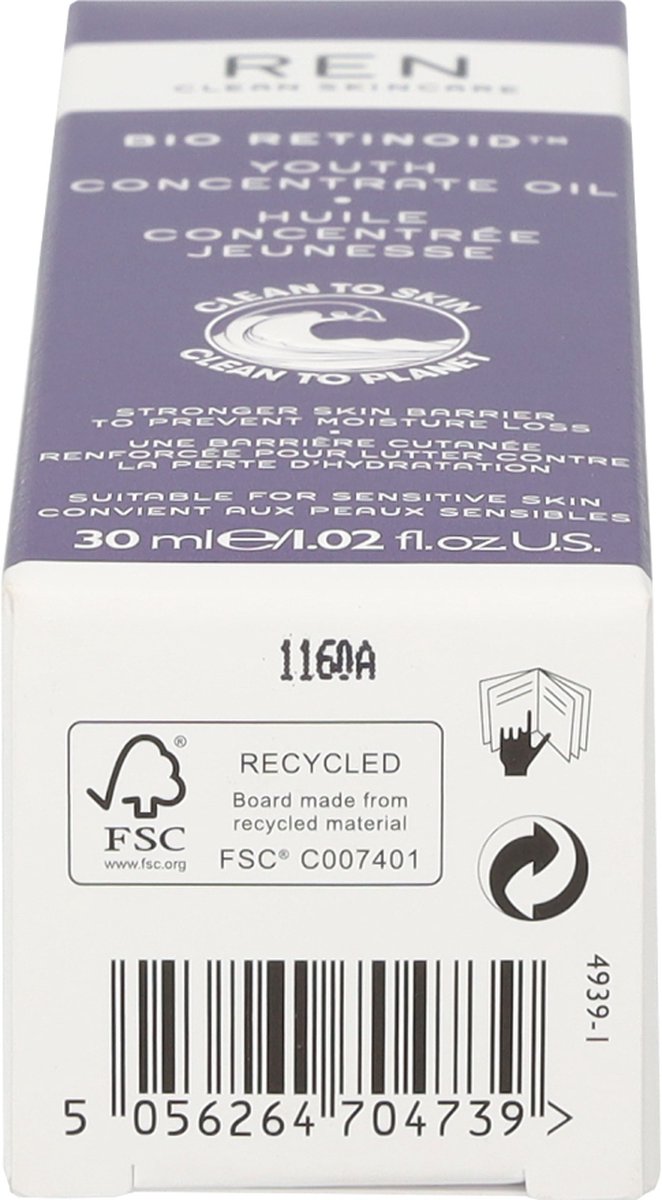 REN
CLEAN SKINCARE
BIO RETINOID™
YOUTH
CONCENTRATE OIL
•
HUILE
CONCENTRÉE
JEUNESSE
CLEAN TO SKIN
CLEAN TO PLANET
STRONGER SKIN BARRIER
TO PREVENT MOISTURE LOSS
•
UNE BARRIÈRE CUTANÉE
RENFORCÉE POUR LUTTER CONTRE
LA PERTE D'HYDRATATION
SUITABLE FOR SENSITIVE SKIN
CONVIENT AUX PEAUX SENSIBLES
30 ml℮/1.02 fl.oz U.S.
FSC®
www.fsc.org
RECYCLED
Board made from
recycled material
FSC® C007401
4939-1
5 056264 704739 >